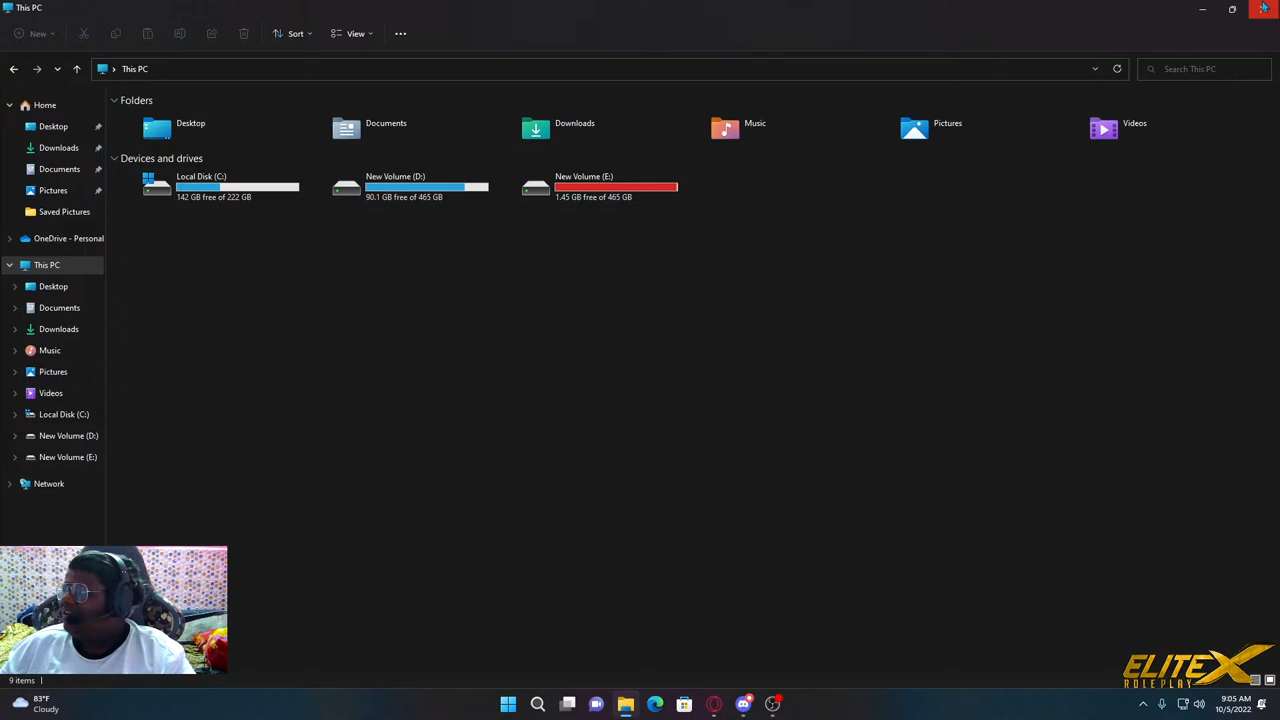 This PC
New
Sort
View
This PC
Search This PC
Home
Desktop
Downloads
Documents
Pictures
Saved Pictures
OneDrive - Personal
This PC
Desktop
Documents
Downloads
Music
Pictures
Videos
Local Disk (C:)
New Volume (D:)
New Volume (E:)
Network
Folders
Desktop
Documents
Downloads
Music
Pictures
Videos
Devices and drives
Local Disk (C:)
142 GB free of 222 GB
New Volume (D:)
90.1 GB free of 465 GB
New Volume (E:)
1.45 GB free of 465 GB
ELITEX
ROLEPLAY
9 items
83°F
Cloudy
9:05 AM
10/5/2022